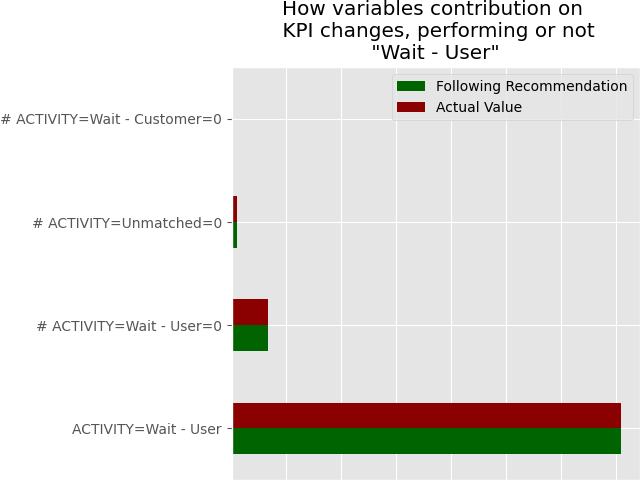 How variables contribution on
KPI changes, performing or not
"Wait - User"
Following Recommendation
Actual Value
# ACTIVITY=Wait - Customer=0
# ACTIVITY=Unmatched=0
# ACTIVITY=Wait - User=0
ACTIVITY=Wait - User